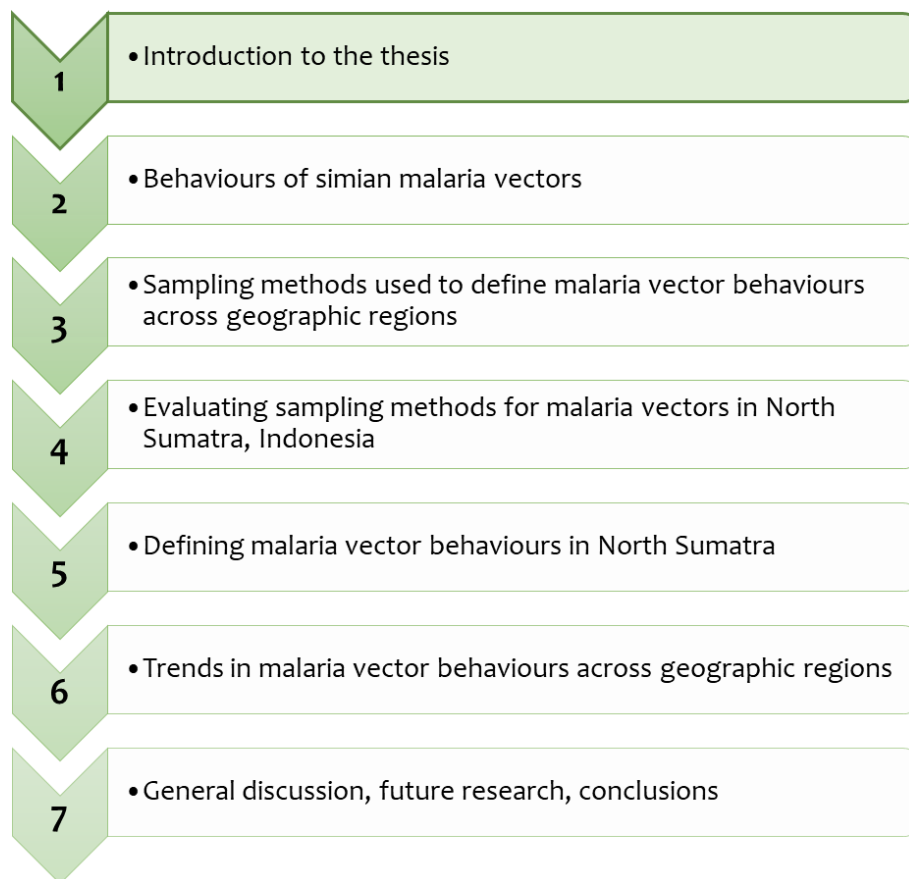 1
•Introduction to the thesis
2
•Behaviours of simian malaria vectors
3
•Sampling methods used to define malaria vector behaviours
across geographic regions
4
•Evaluating sampling methods for malaria vectors in North
Sumatra, Indonesia
5
•Defining malaria vector behaviours in North Sumatra
6
•Trends in malaria vector behaviours across geographic regions
7
•General discussion, future research, conclusions